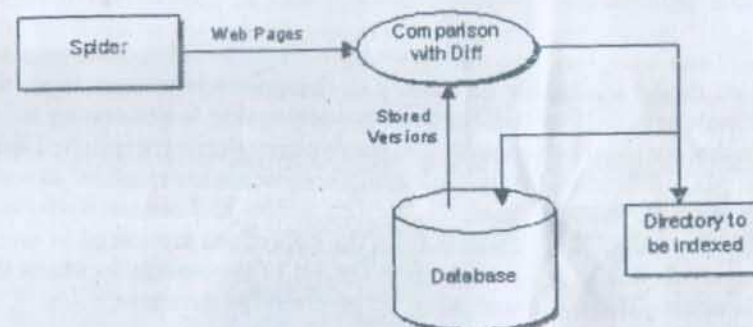 Spider
Web Pages
Comparison
with Diff
Stored
Versions
Database
Directory to
be indexed